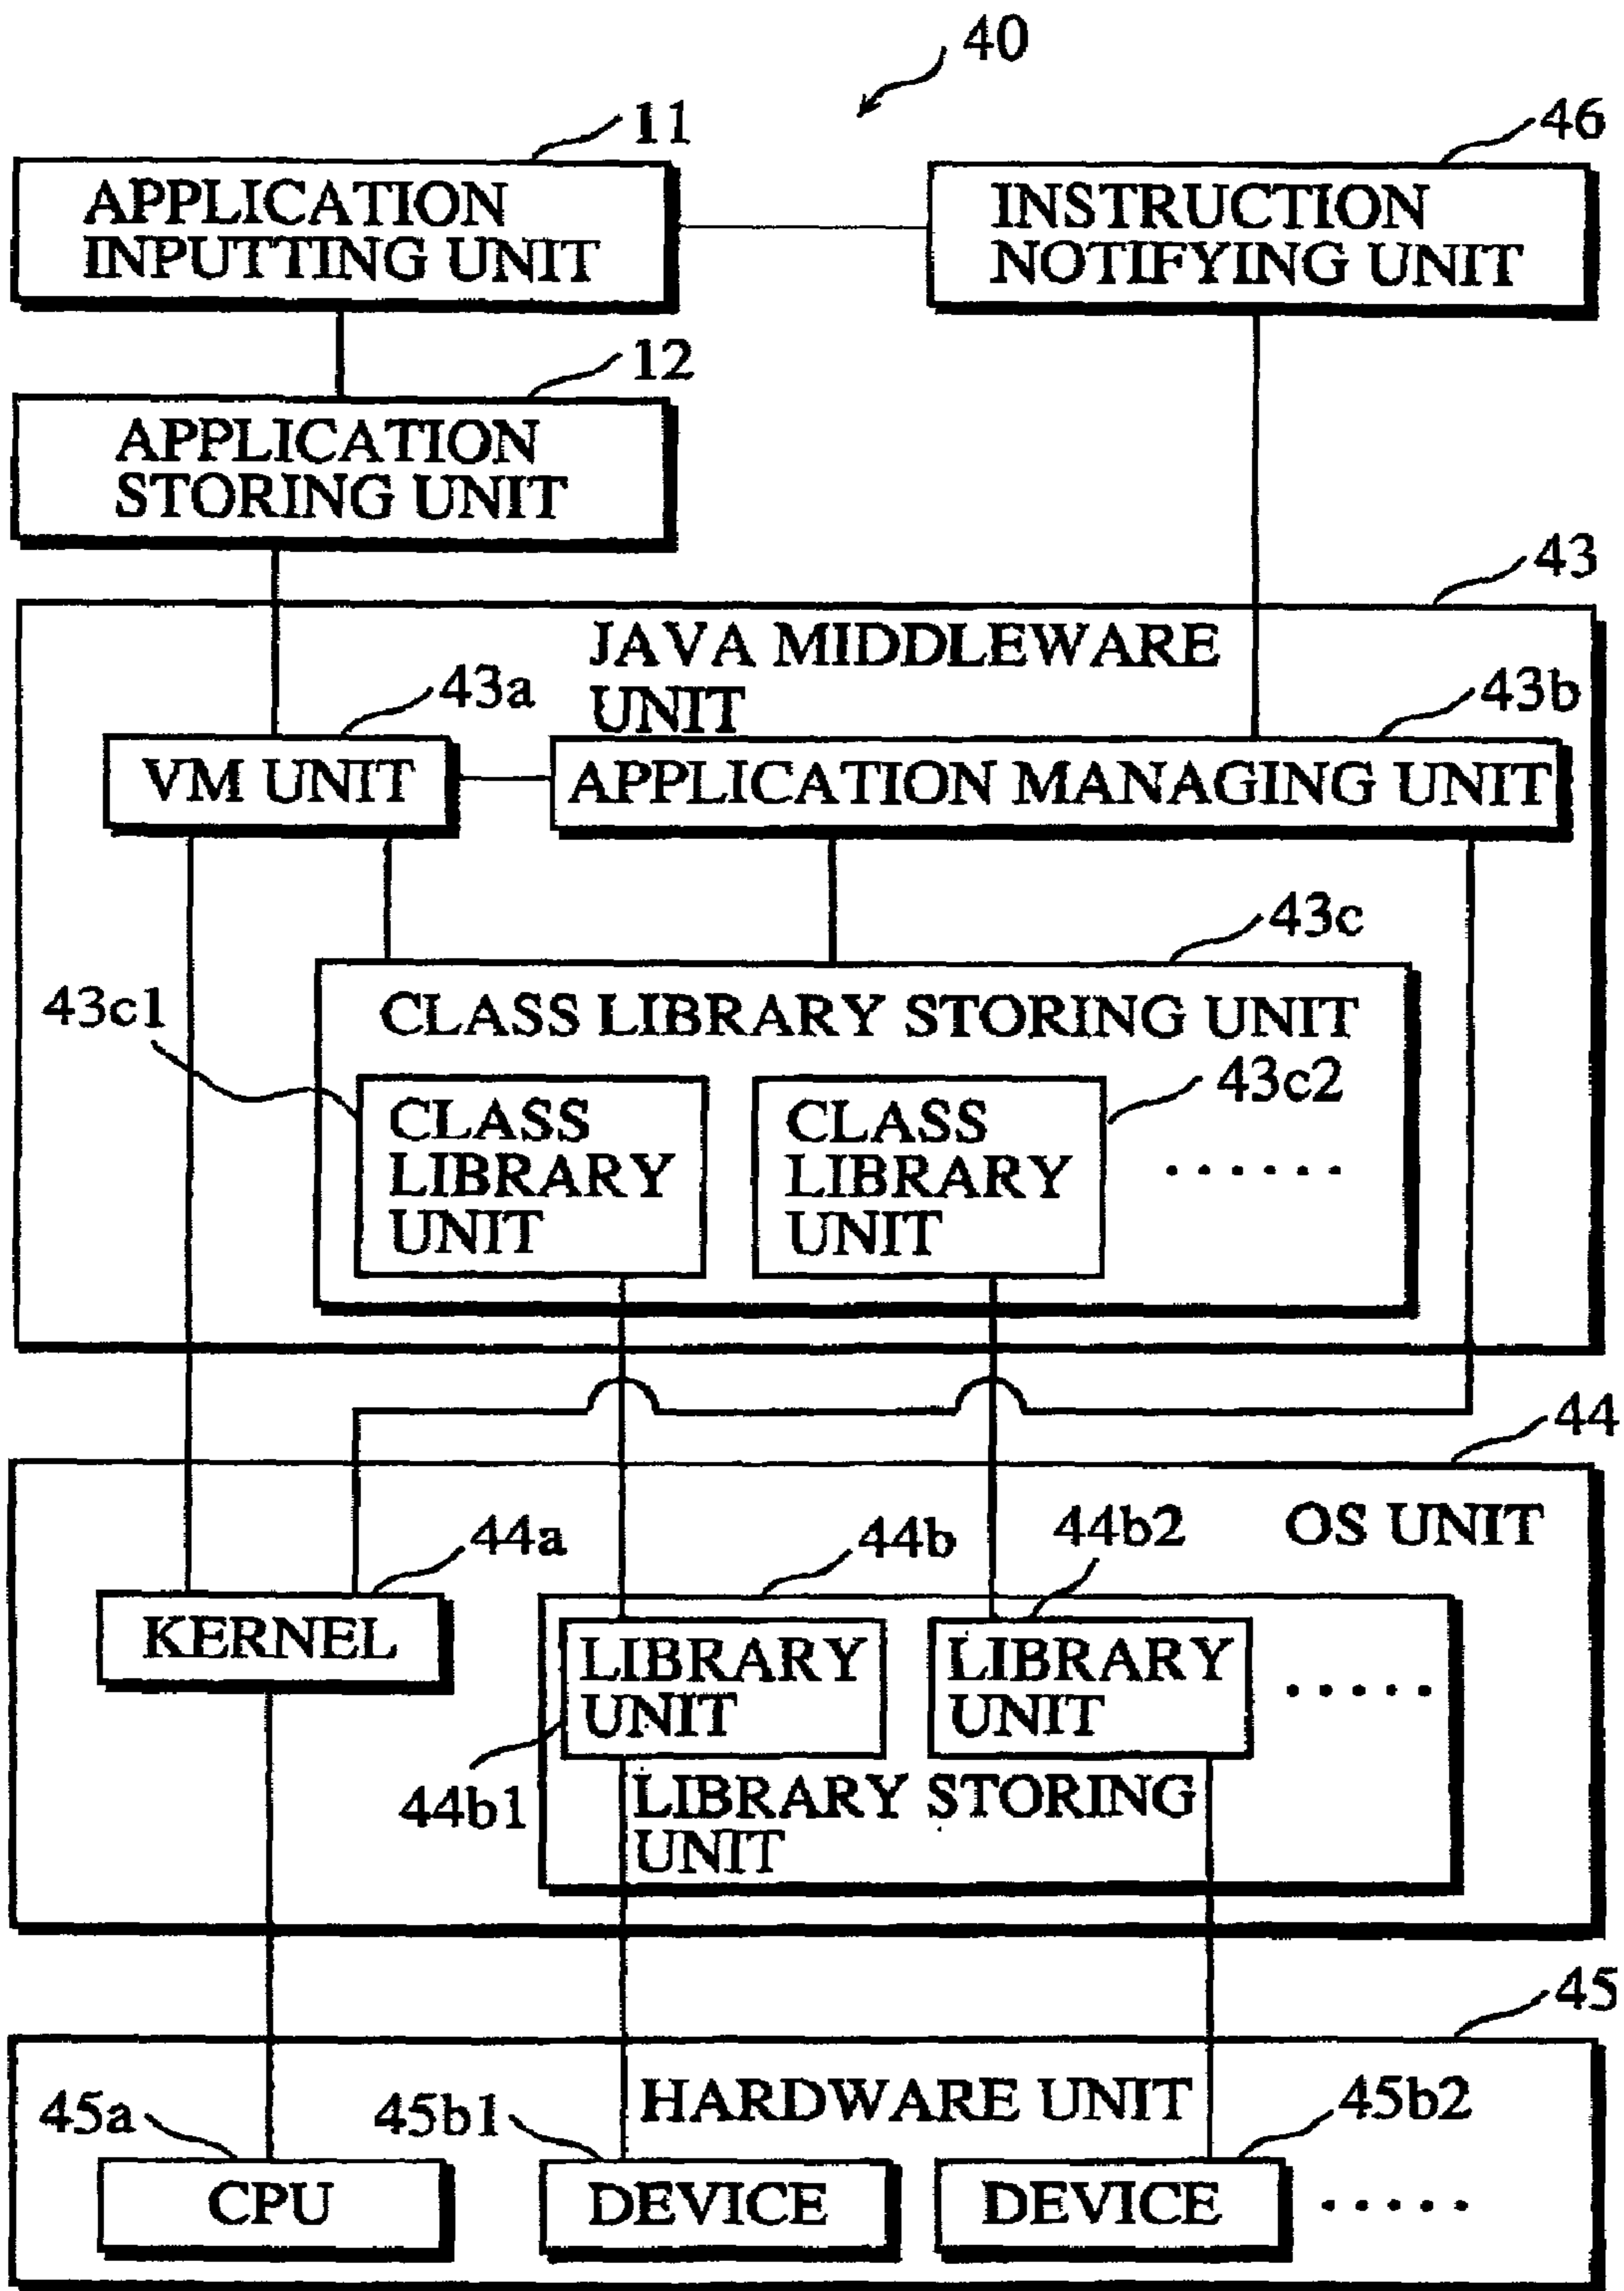 40
11
46
APPLICATION
INPUTTING UNIT
INSTRUCTION
NOTIFYING UNIT
12
APPLICATION
STORING UNIT
43
JAVA MIDDLEWARE
UNIT
43a
43b
VM UNIT
APPLICATION MANAGING UNIT
43c
43c1
CLASS LIBRARY STORING UNIT
43c2
CLASS
LIBRARY
UNIT
CLASS
LIBRARY
UNIT
......
44
OS UNIT
44a
44b
44b2
KERNEL
LIBRARY
UNIT
LIBRARY
UNIT
.....
44b1
LIBRARY STORING
UNIT
45
HARDWARE UNIT
45a
45b1
45b2
CPU
DEVICE
DEVICE
.....